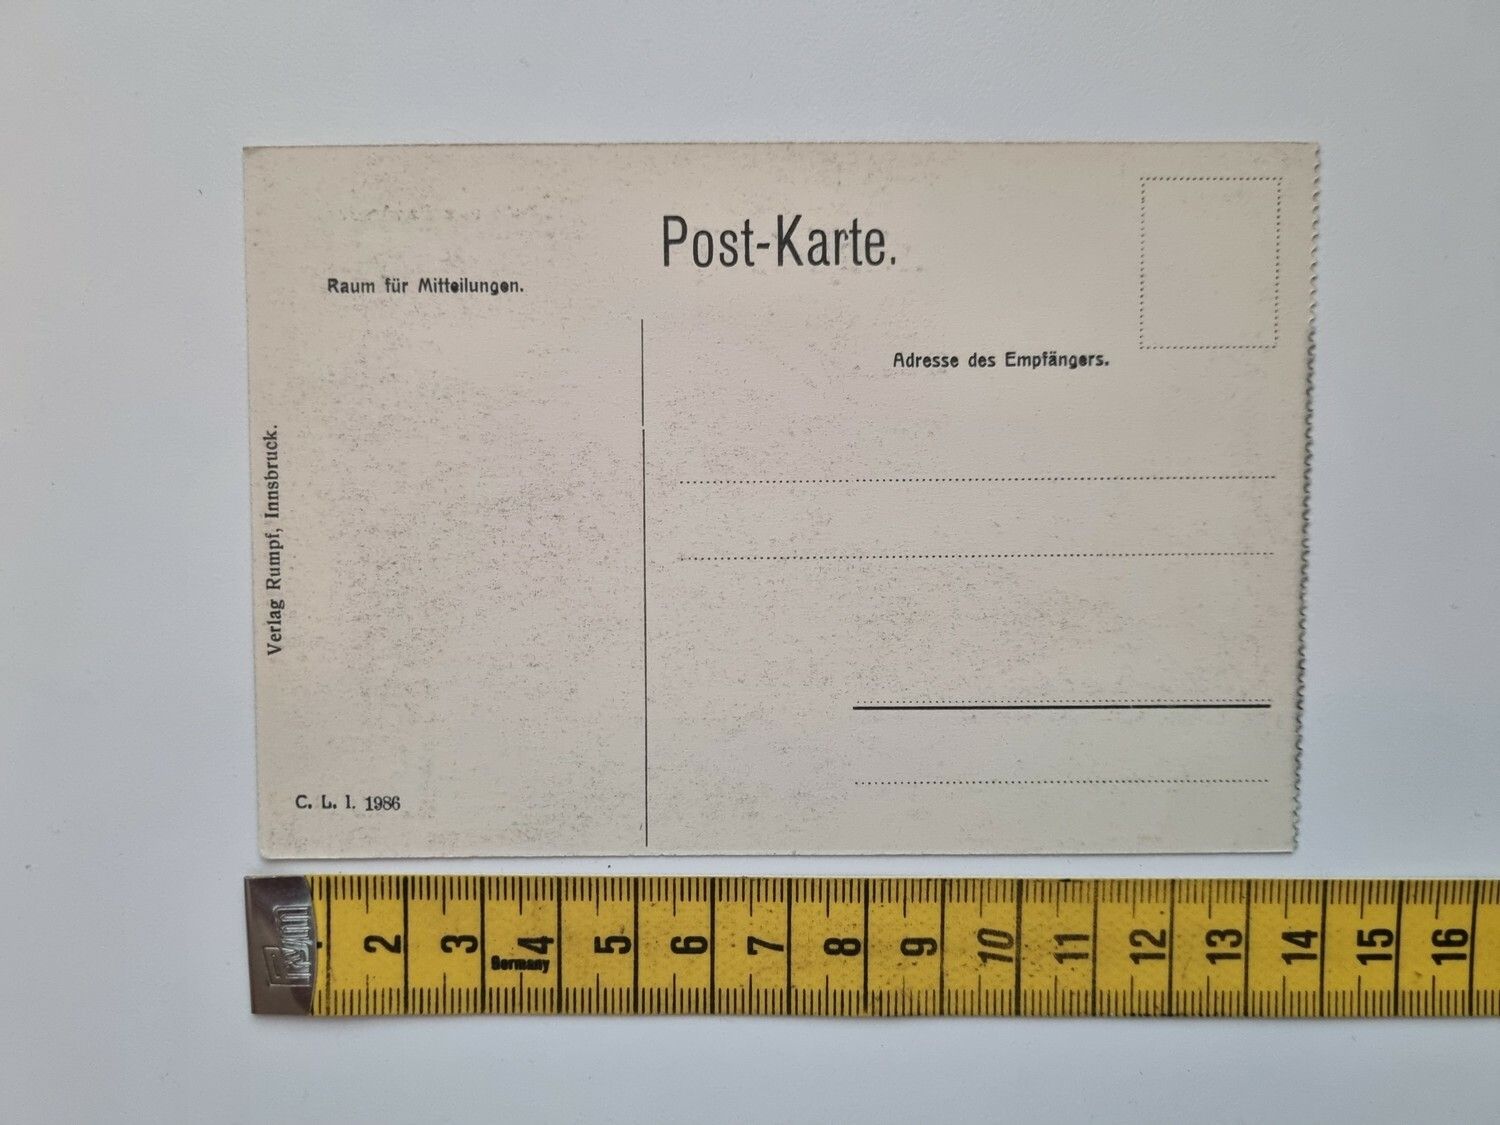 Post-Karte.
Raum für Mitteilungen.
Adresse des Empfängers.
Verlag Rumpf, Innsbruck.
C. L. l. 1986
Prym
2 3 4 5 6 7 8 9 10 11 12 13 14 15 16
Germany